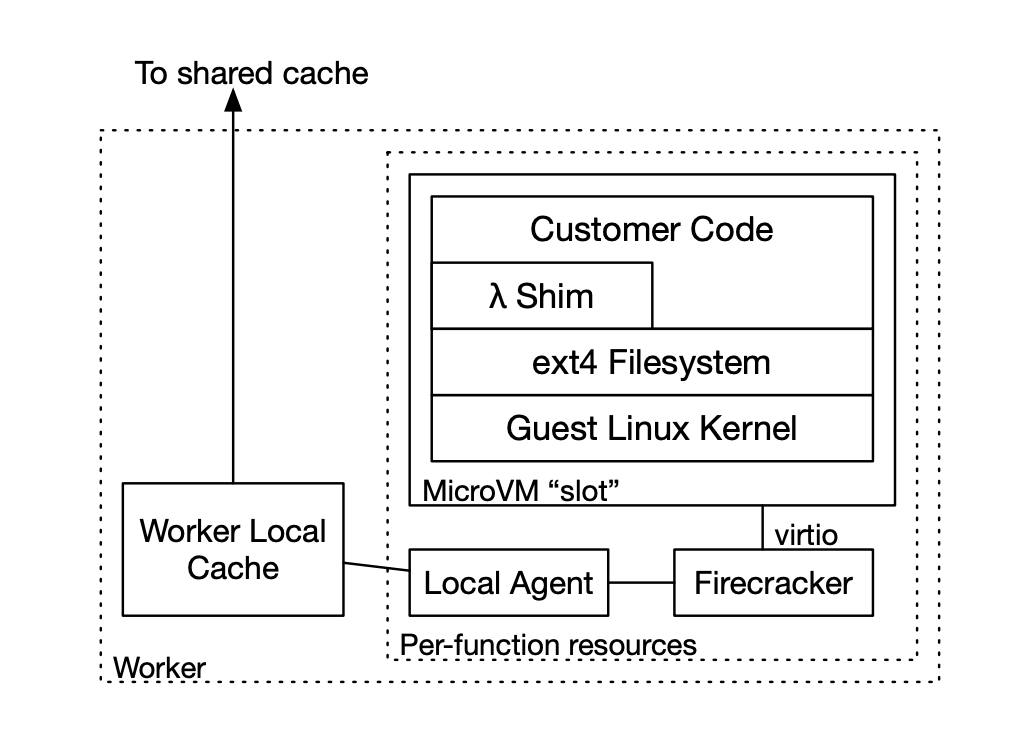 To shared cache
Customer Code
λ Shim
ext4 Filesystem
Guest Linux Kernel
MicroVM “slot”
virtio
Worker Local
Cache
Local Agent
Firecracker
Per-function resources
Worker